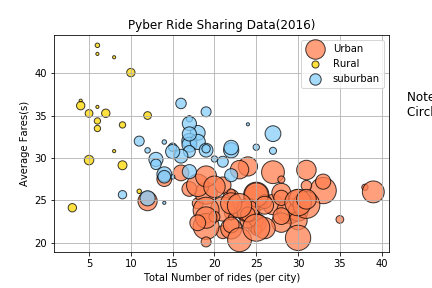 Pyber Ride Sharing Data(2016)
Urban
Rural
suburban
Note
Circl
Average Fares($)
40
35
30
25
20
5 10 15 20 25 30 35 40
Total Number of rides (per city)